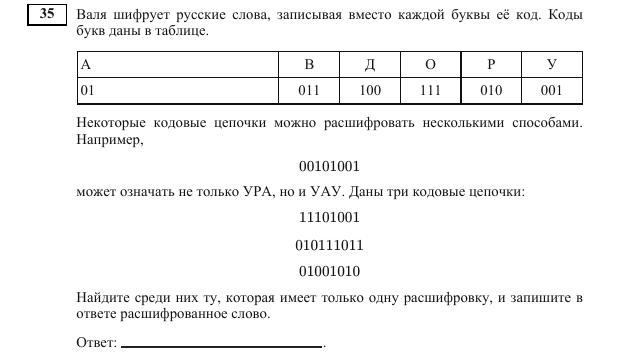 35 Валя шифрует русские слова, записывая вместо каждой буквы её код. Коды
букв даны в таблице.
А В Д О Р У
01 011 100 111 010 001
Некоторые кодовые цепочки можно расшифровать несколькими способами.
Например,
00101001
может означать не только УРА, но и УАУ. Даны три кодовые цепочки:
11101001
010111011
01001010
Найдите среди них ту, которая имеет только одну расшифровку, и запишите в
ответе расшифрованное слово.
Ответ: .